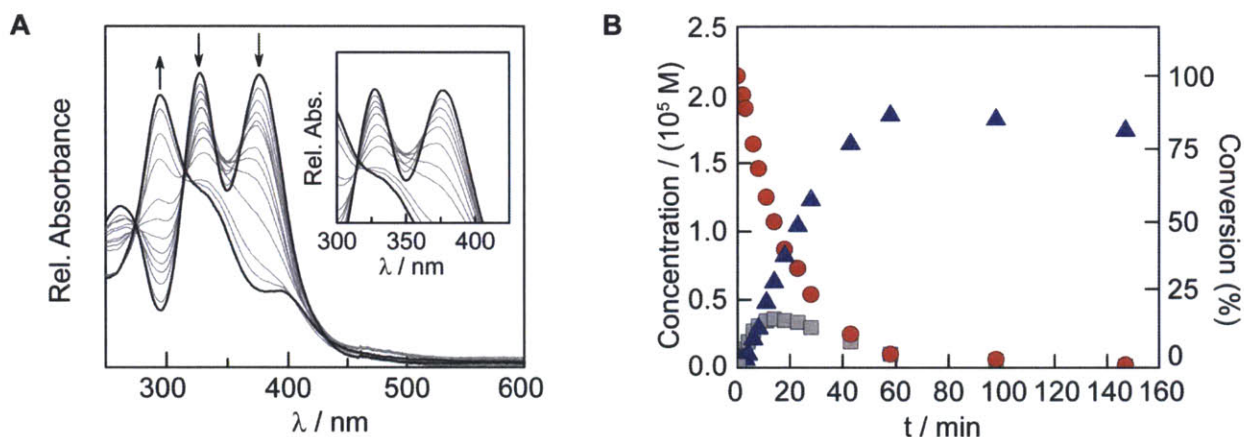 A
Rel. Absorbance
300
400
500
600
λ / nm
Rel. Abs.
300
350
400
λ / nm
B
Concentration / (10⁵ M)
2.5
2.0
1.5
1.0
0.5
0.0
0 20 40 60 80 100 120 140 160
t / min
100
75
50
25
0
Conversion (%)